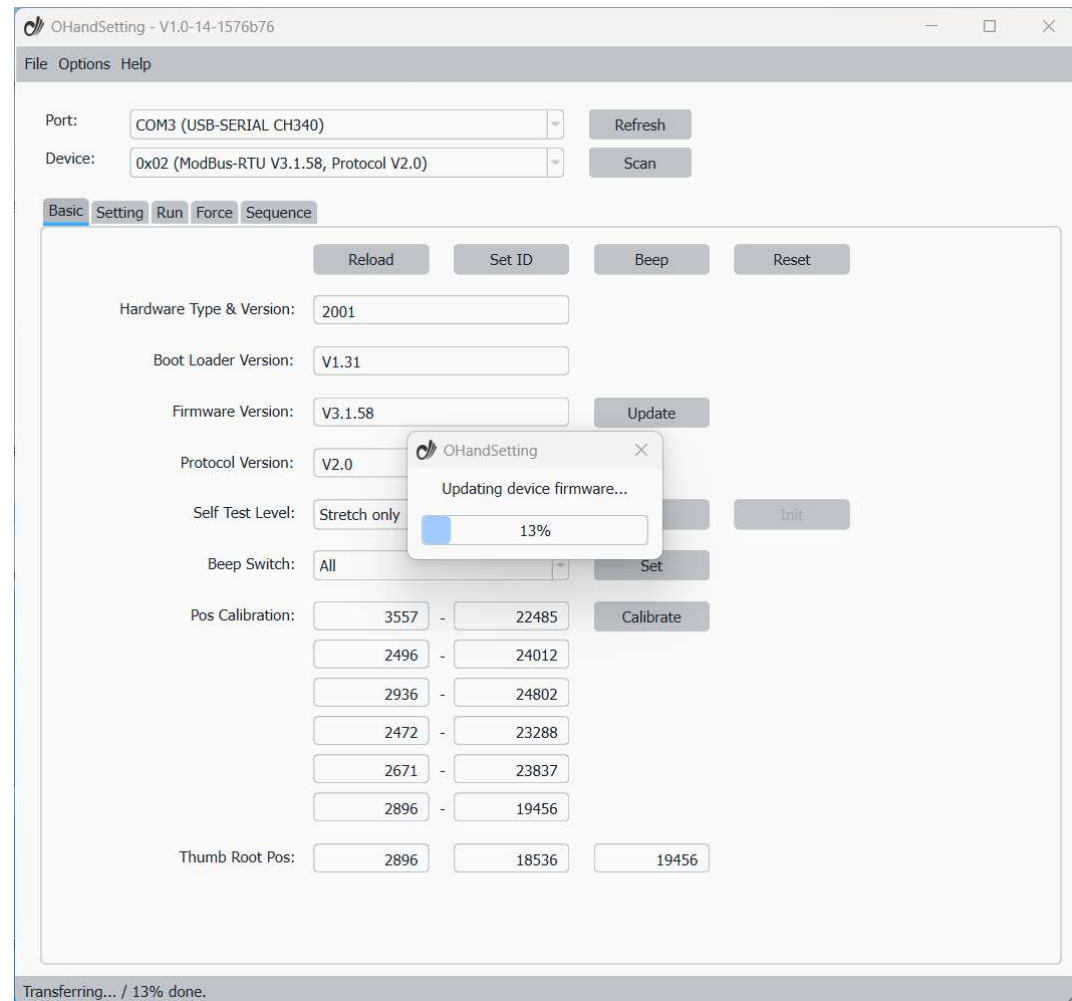 OHandSetting - V1.0-14-1576b76
File Options Help
Port: COM3 (USB-SERIAL CH340) Refresh
Device: 0x02 (ModBus-RTU V3.1.58, Protocol V2.0) Scan
Basic Setting Run Force Sequence
Reload Set ID Beep Reset
Hardware Type & Version: 2001
Boot Loader Version: V1.31
Firmware Version: V3.1.58 Update
OHandSetting
Protocol Version: V2.0
Updating device firmware...
Self Test Level: Stretch only Init
13%
Beep Switch: All Set
Pos Calibration: 3557 - 22485 Calibrate
2496 - 24012
2936 - 24802
2472 - 23288
2671 - 23837
2896 - 19456
Thumb Root Pos: 2896 18536 19456
Transferring... / 13% done.